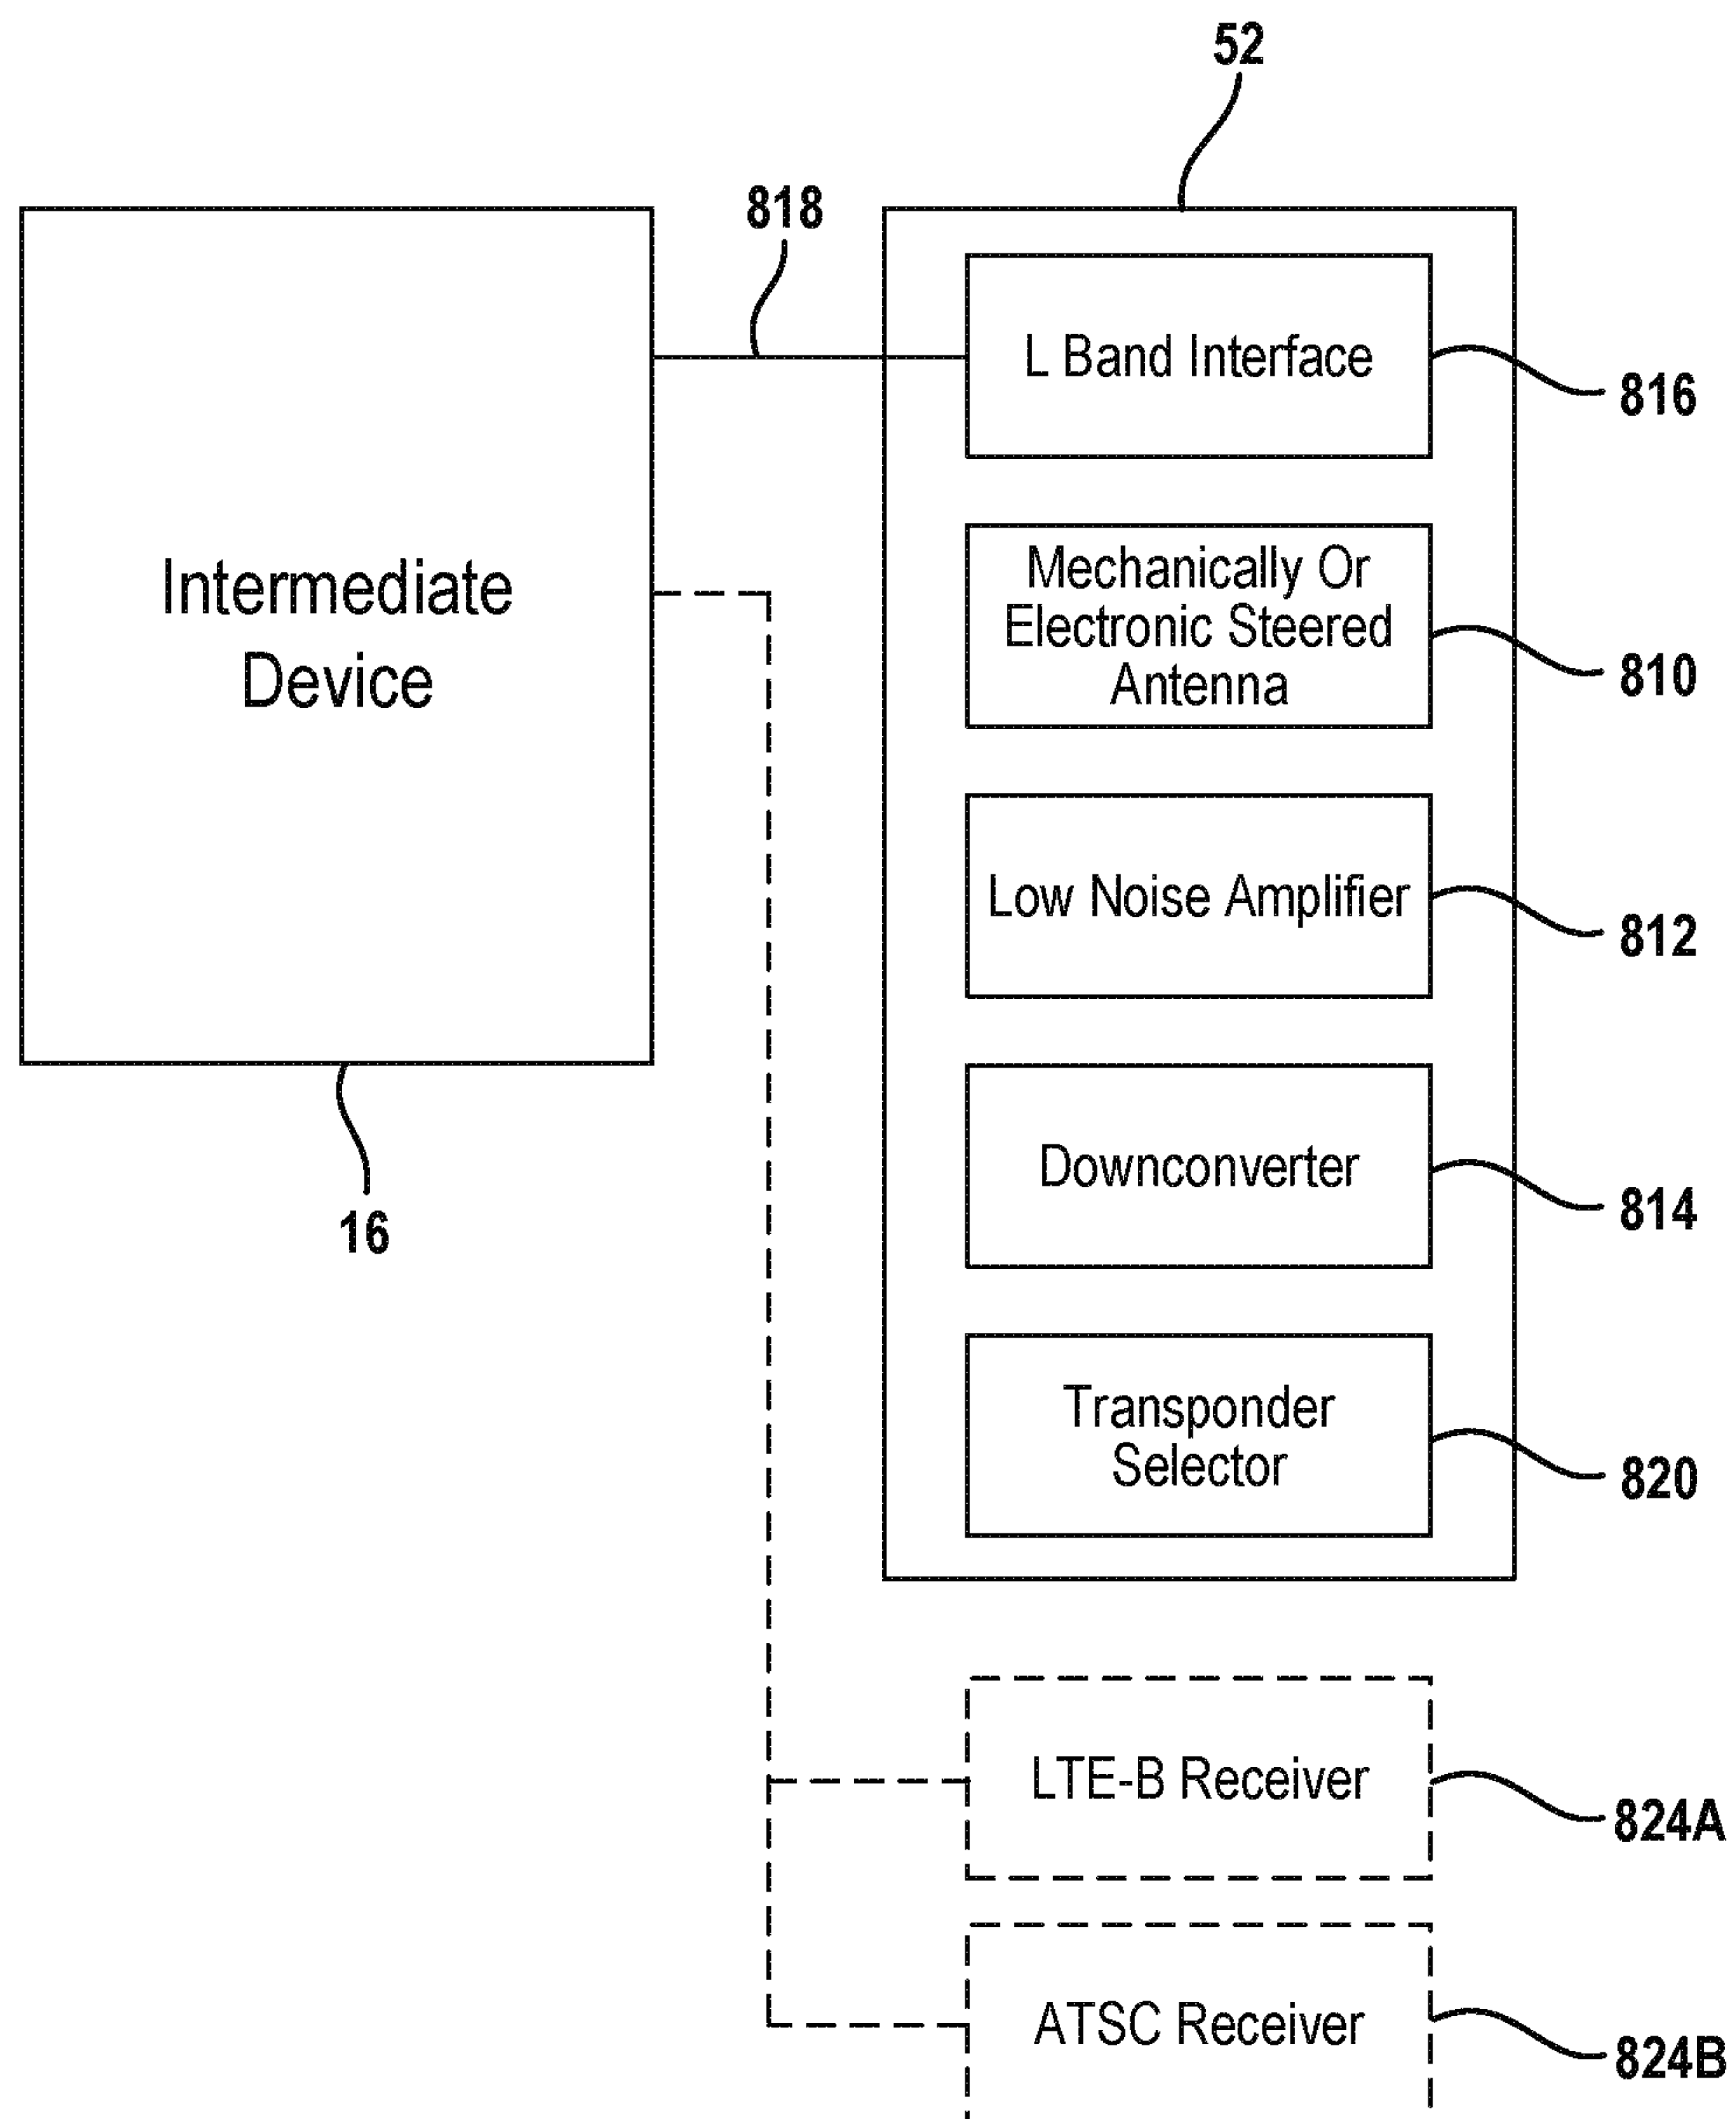 52
818
L Band Interface
816
Intermediate
Device
Mechanically Or
Electronic Steered
Antenna
810
Low Noise Amplifier
812
Downconverter
814
16
Transponder
Selector
820
LTE-B Receiver
824A
ATSC Receiver
824B